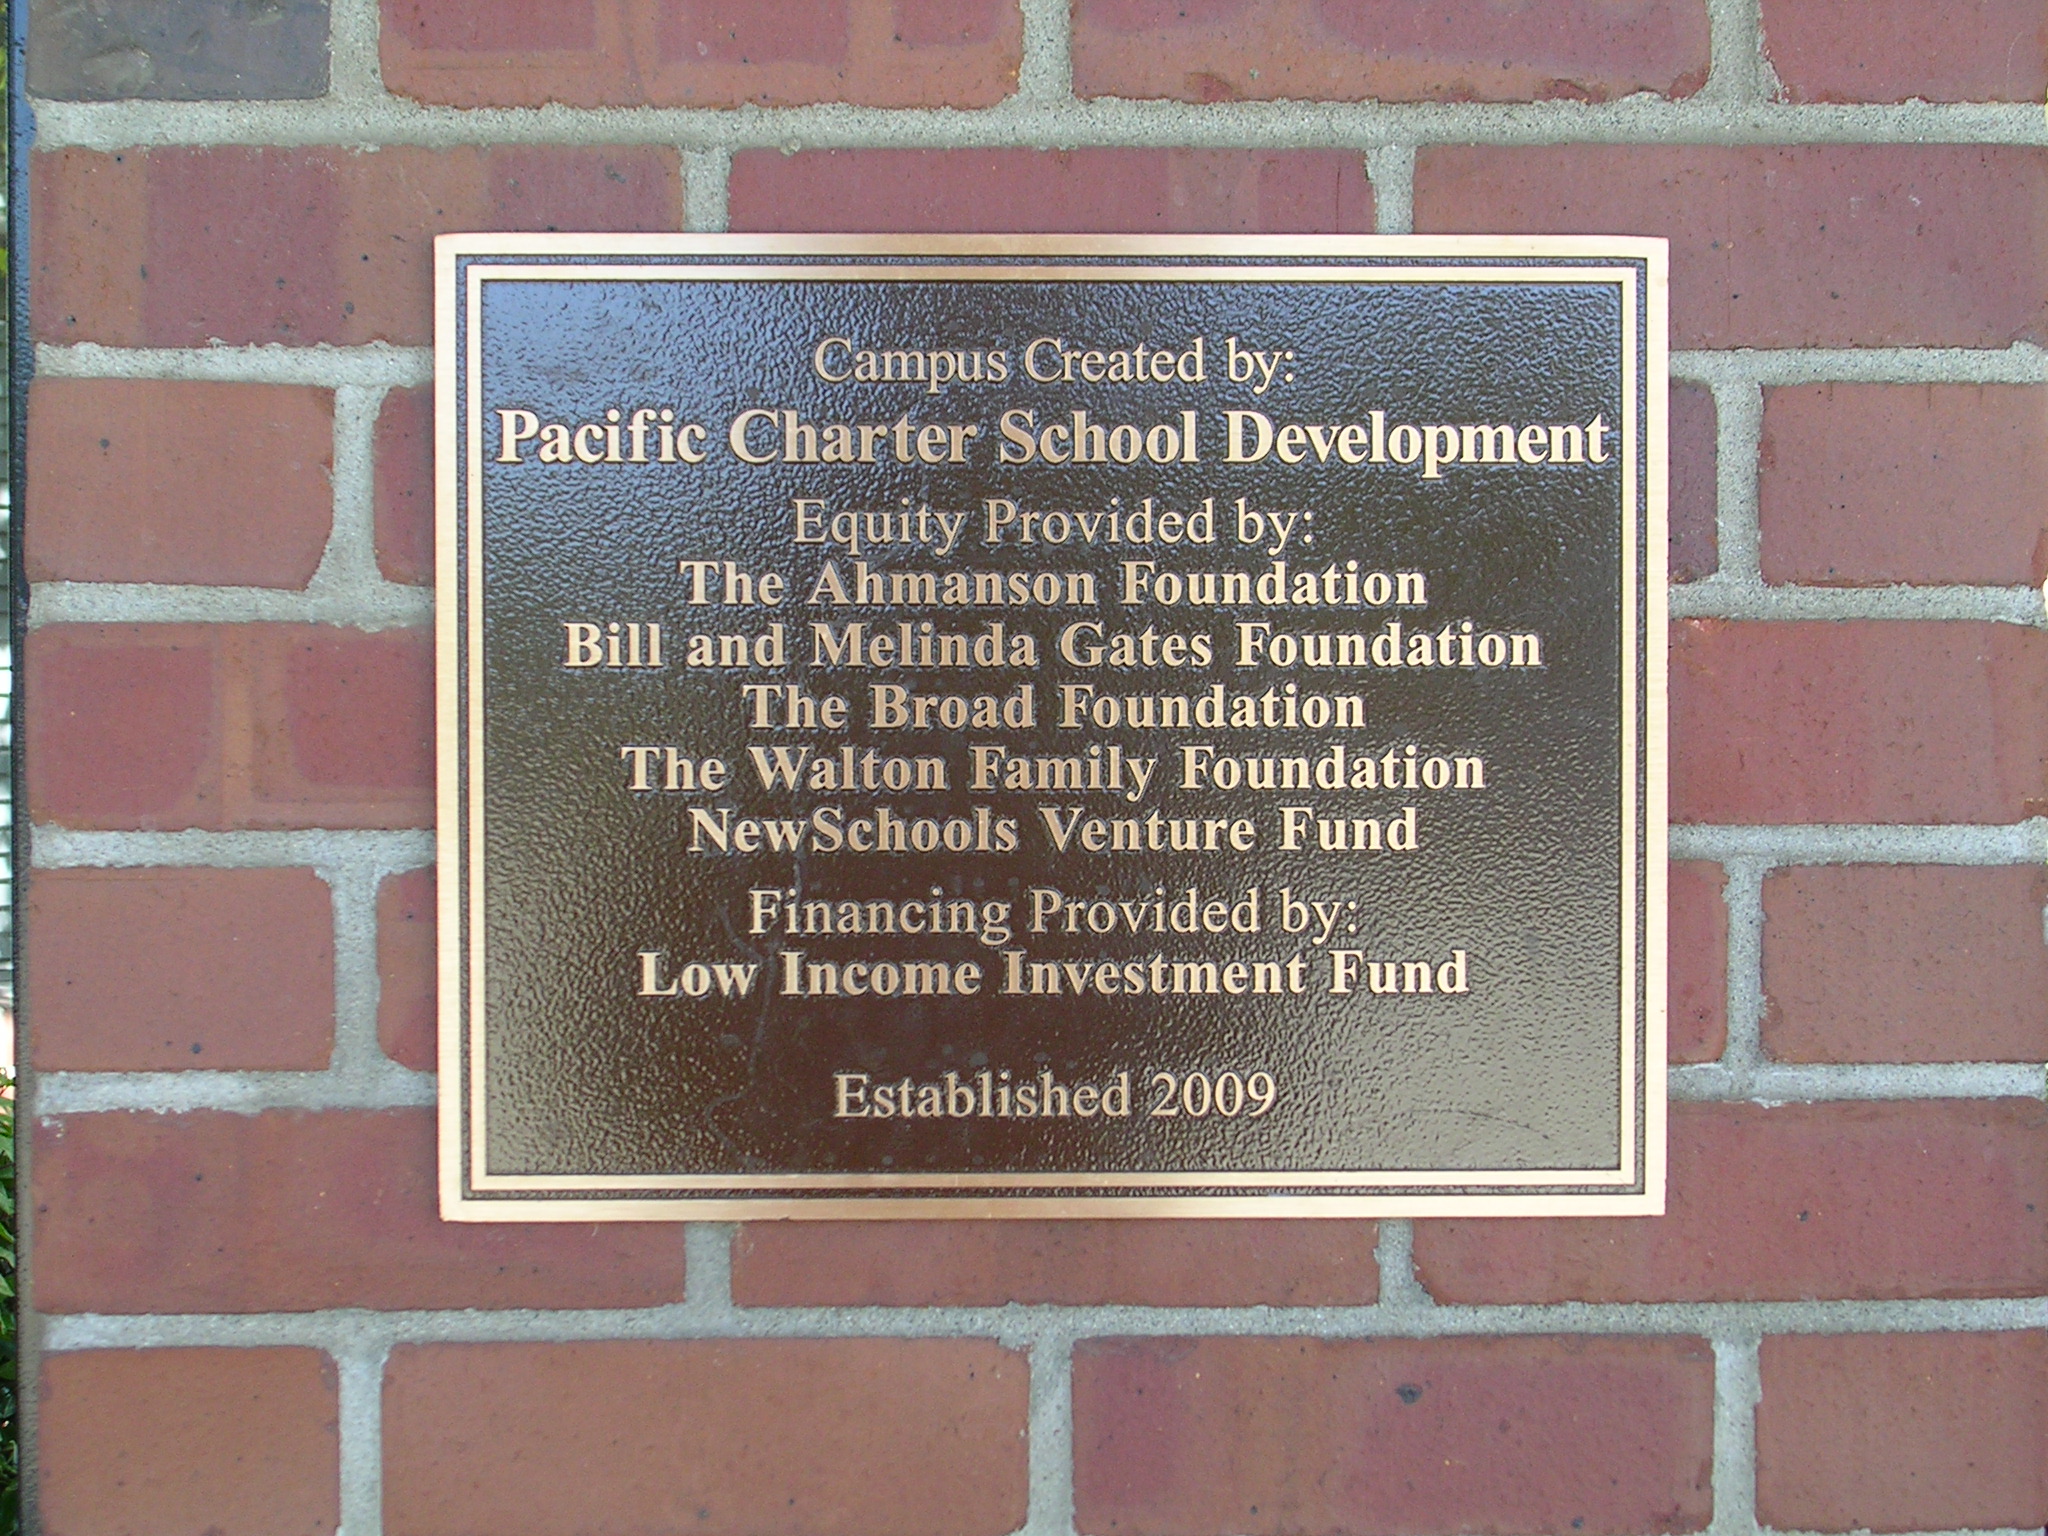 Campus Created by:
Pacific Charter School Development
Equity Provided by:
The Ahmanson Foundation
Bill and Melinda Gates Foundation
The Broad Foundation
The Walton Family Foundation
NewSchools Venture Fund
Financing Provided by:
Low Income Investment Fund
Established 2009